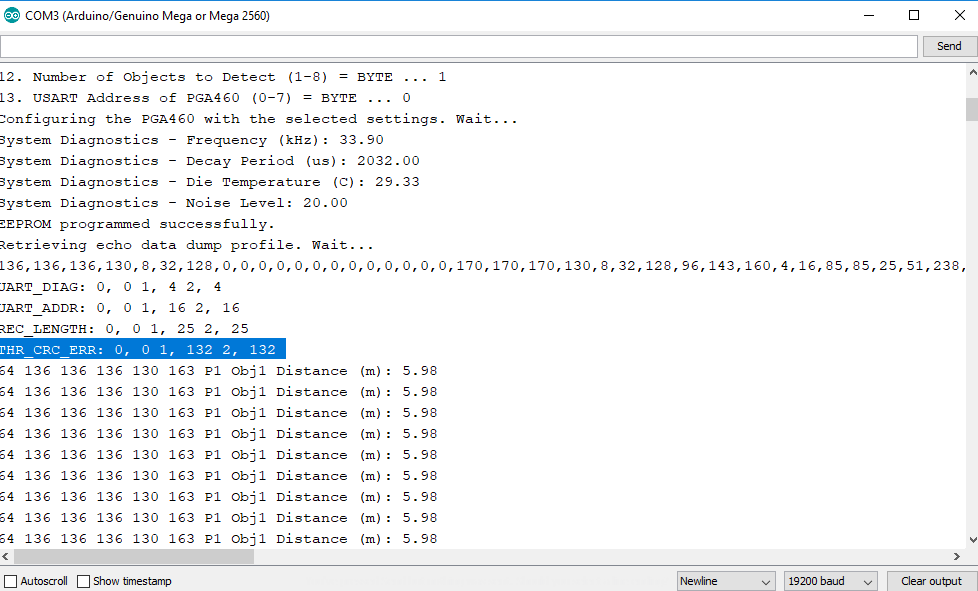 COM3 (Arduino/Genuino Mega or Mega 2560)
Send
12. Number of Objects to Detect (1-8) = BYTE ... 1
13. USART Address of PGA460 (0-7) = BYTE ... 0
Configuring the PGA460 with the selected settings. Wait...
System Diagnostics - Frequency (kHz): 33.90
System Diagnostics - Decay Period (us): 2032.00
System Diagnostics - Die Temperature (C): 29.33
System Diagnostics - Noise Level: 20.00
EEPROM programmed successfully.
Retrieving echo data dump profile. Wait...
136,136,136,130,8,32,128,0,0,0,0,0,0,0,0,0,0,0,0,0,170,170,170,130,8,32,128,96,143,160,4,16,85,85,25,51,238,
UART_DIAG: 0, 0 1, 4 2, 4
UART_ADDR: 0, 0 1, 16 2, 16
REC_LENGTH: 0, 0 1, 25 2, 25
THR_CRC_ERR: 0, 0 1, 132 2, 132
64 136 136 136 130 163 P1 Obj1 Distance (m): 5.98
64 136 136 136 130 163 P1 Obj1 Distance (m): 5.98
64 136 136 136 130 163 P1 Obj1 Distance (m): 5.98
64 136 136 136 130 163 P1 Obj1 Distance (m): 5.98
64 136 136 136 130 163 P1 Obj1 Distance (m): 5.98
64 136 136 136 130 163 P1 Obj1 Distance (m): 5.98
64 136 136 136 130 163 P1 Obj1 Distance (m): 5.98
64 136 136 136 130 163 P1 Obj1 Distance (m): 5.98
64 136 136 136 130 163 P1 Obj1 Distance (m): 5.98
Autoscroll Show timestamp Newline 19200 baud Clear output